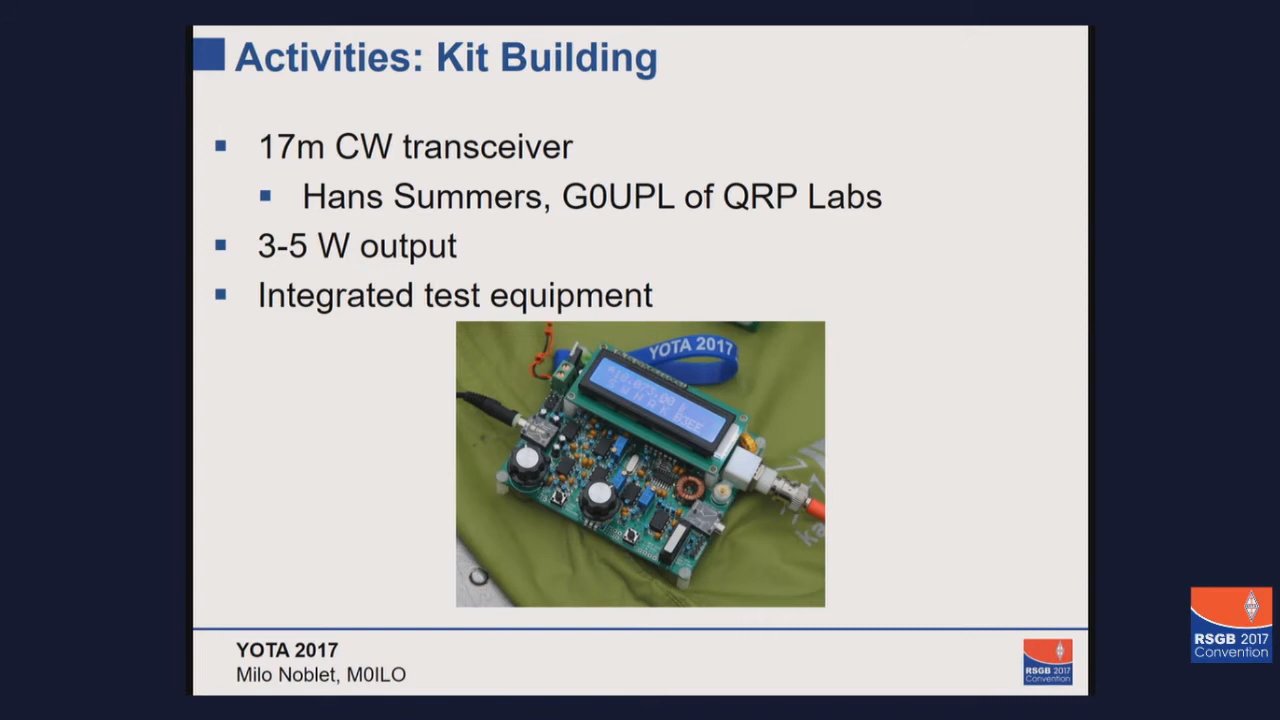 Activities: Kit Building
17m CW transceiver
Hans Summers, G0UPL of QRP Labs
3-5 W output
Integrated test equipment
YOTA 2017
YOTA 2017
Milo Noblet, M0ILO
RSGB 2017
Convention
RSGB 2017
Convention